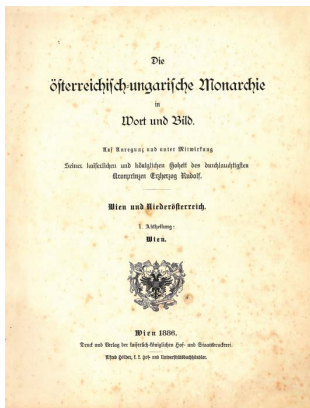 Die
österreichisch-ungarische Monarchie
in
Wort und Bild.
Auf Anregung und unter Mitwirkung
Seiner kaiserlichen und königlichen Hoheit des durchlauchtigsten
Kronprinzen Erzherzog Rudolf.
Wien und Niederösterreich.
1. Abtheilung:
Wien.
Wien 1886.
Druck und Verlag der kaiserlich-königlichen Hof- und Staatsdruckerei.
Alfred Hölder, k. k. Hof- und Universitätsbuchhändler.